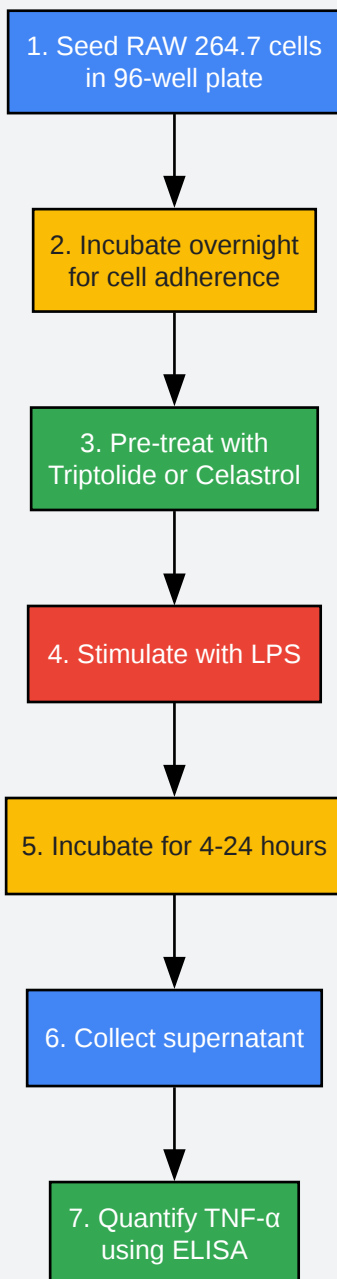 1. Seed RAW 264.7 cells
in 96-well plate
2. Incubate overnight
for cell adherence
3. Pre-treat with
Triptolide or Celastrol
4. Stimulate with LPS
5. Incubate for 4-24 hours
6. Collect supernatant
7. Quantify TNF-α
using ELISA